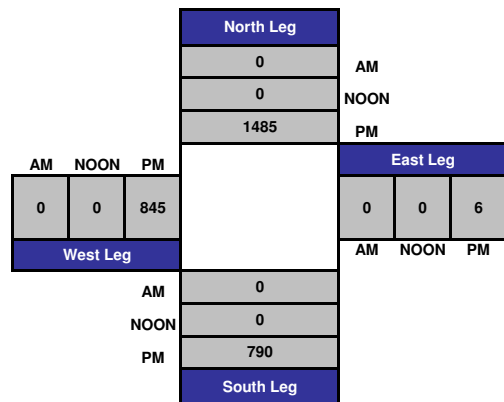 North Leg
0 AM
0 NOON
1485 PM
AM NOON PM
East Leg
0 0 845
0 0 6
West Leg
AM NOON PM
AM 0
NOON 0
PM 790
South Leg